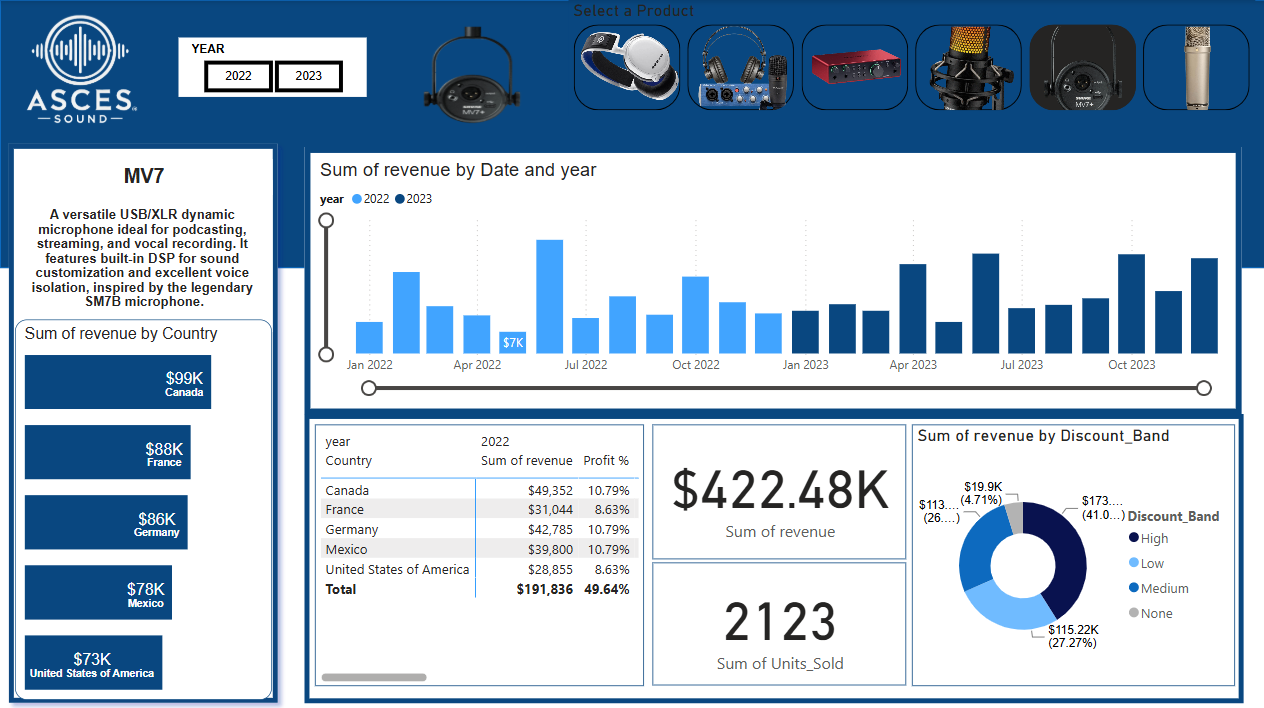 Select a Product
ASCES
SOUND
YEAR
2022 2023
MV7+
MV7+
MV7
A versatile USB/XLR dynamic
microphone ideal for podcasting,
streaming, and vocal recording. It
features built-in DSP for sound
customization and excellent voice
isolation, inspired by the legendary
SM7B microphone.
Sum of revenue by Country
$99K
Canada
$88K
France
$86K
Germany
$78K
Mexico
$73K
United States of America
Sum of revenue by Date and year
year 2022 2023
$7K
Jan 2022 Apr 2022 Jul 2022 Oct 2022 Jan 2023 Apr 2023 Jul 2023 Oct 2023
year 2022
Country Sum of revenue Profit %
Canada $49,352 10.79%
France $31,044 8.63%
Germany $42,785 10.79%
Mexico $39,800 10.79%
United States of America $28,855 8.63%
Total $191,836 49.64%
$422.48K
Sum of revenue
2123
Sum of Units_Sold
Sum of revenue by Discount_Band
$19.9K
(4.71%)
$113....
(26....)
$173....
(41.0...)
$115.22K
(27.27%)
Discount_Band
High
Low
Medium
None